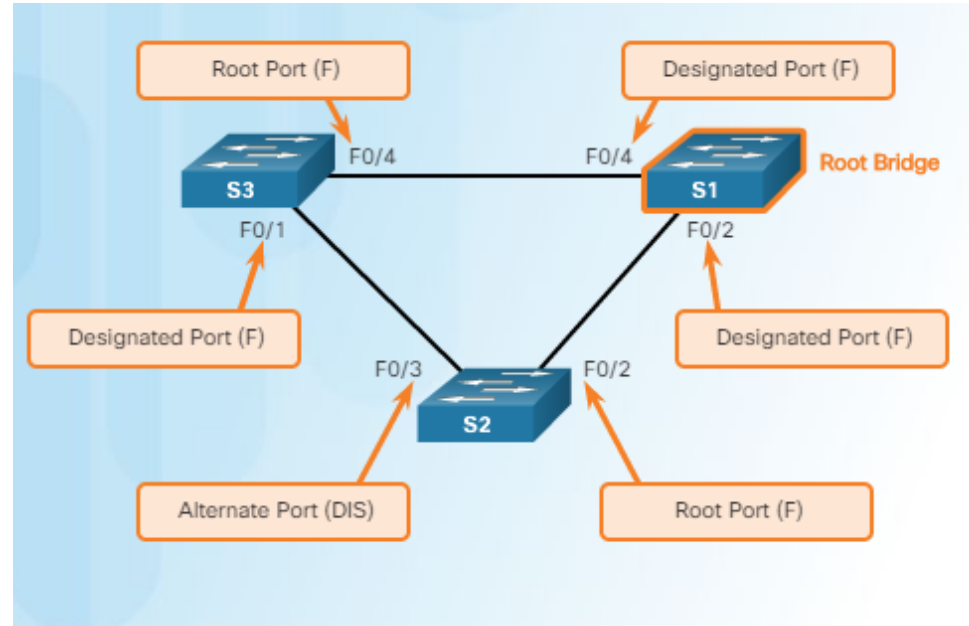 Root Port (F)
Designated Port (F)
F0/4
F0/4
Root Bridge
S3
S1
F0/1
F0/2
Designated Port (F)
Designated Port (F)
F0/3
F0/2
S2
Alternate Port (DIS)
Root Port (F)